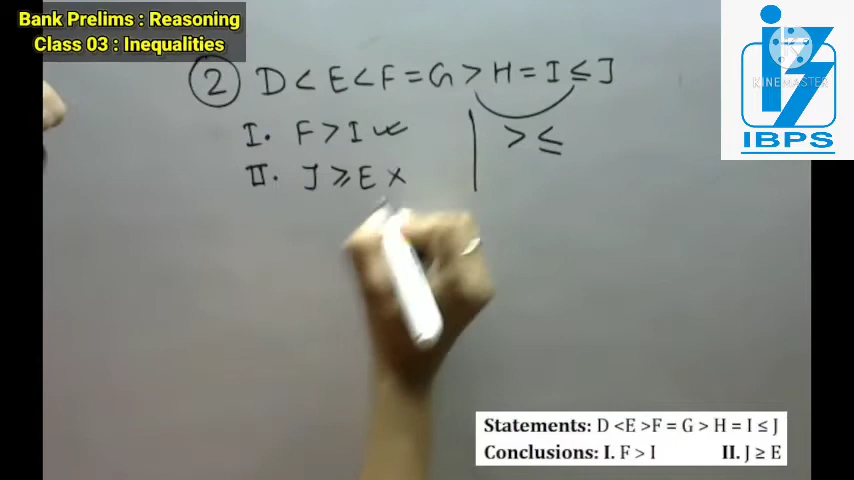 Bank Prelims : Reasoning
Class 03 : Inequalities
② D < E < F = G > H = I ≤ J
I. F > I ✓
II. J ≥ E ×
> ≤
KINEMASTER
IBPS
Statements: D <E >F = G > H = I ≤ J
Conclusions: I. F > I II. J ≥ E